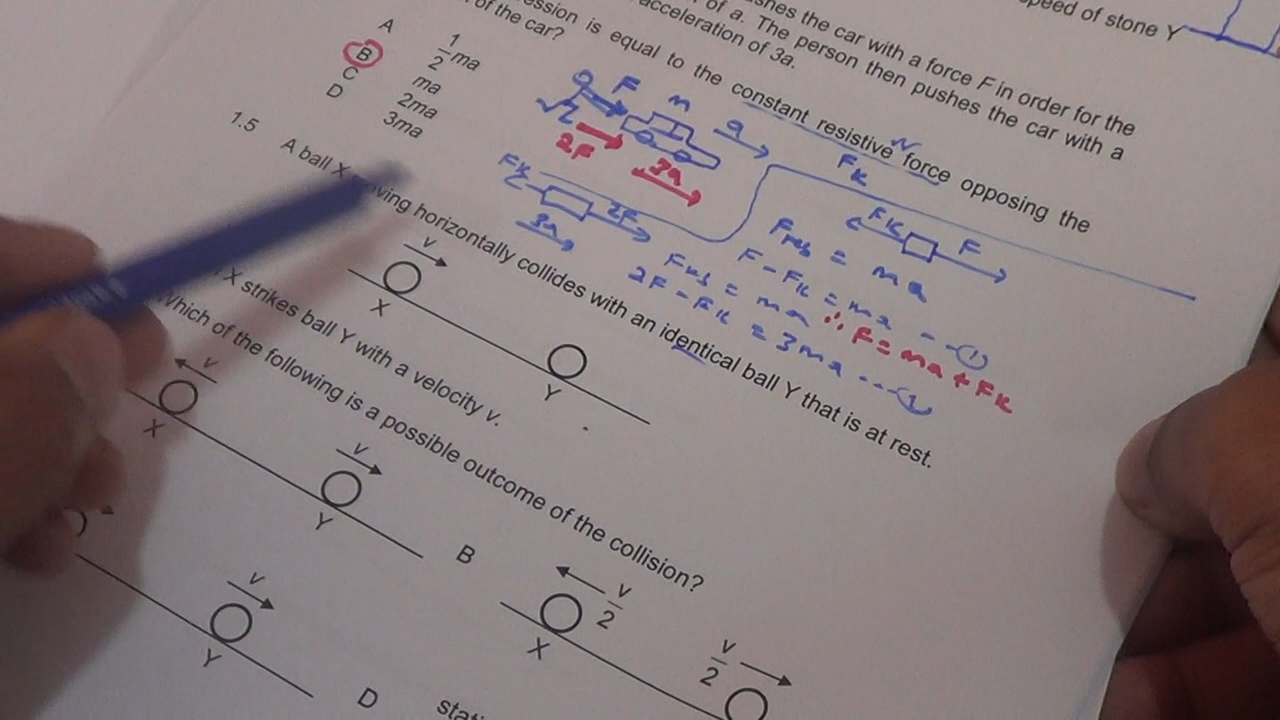 peed of stone Y
shes the car with a force F in order for the
of a. The person then pushes the car with a
acceleration of 3a.
ession is equal to the constant resistive force opposing the
of the car?
A 1/2 ma
B ma
C 2ma
D 3ma
F m a
2F 3a
Fk
Fk F
Fk 2F
3a
Fres = ma
F - Fk = ma --①
Fres = ma ∴ F = ma + Fk
2F - Fk = 3ma
1.5 A ball X moving horizontally collides with an identical ball Y that is at rest.
v
X Y
X strikes ball Y with a velocity v.
Which of the following is a possible outcome of the collision?
v v
X Y
B
v/2 v/2
X
v
Y
D
stati